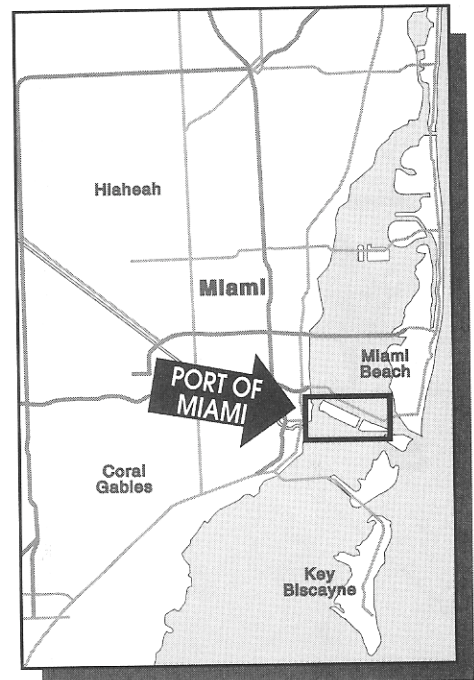 Hiaheah
Miami
Miami
Beach
PORT OF
MIAMI
Coral
Gables
Key
Biscayne